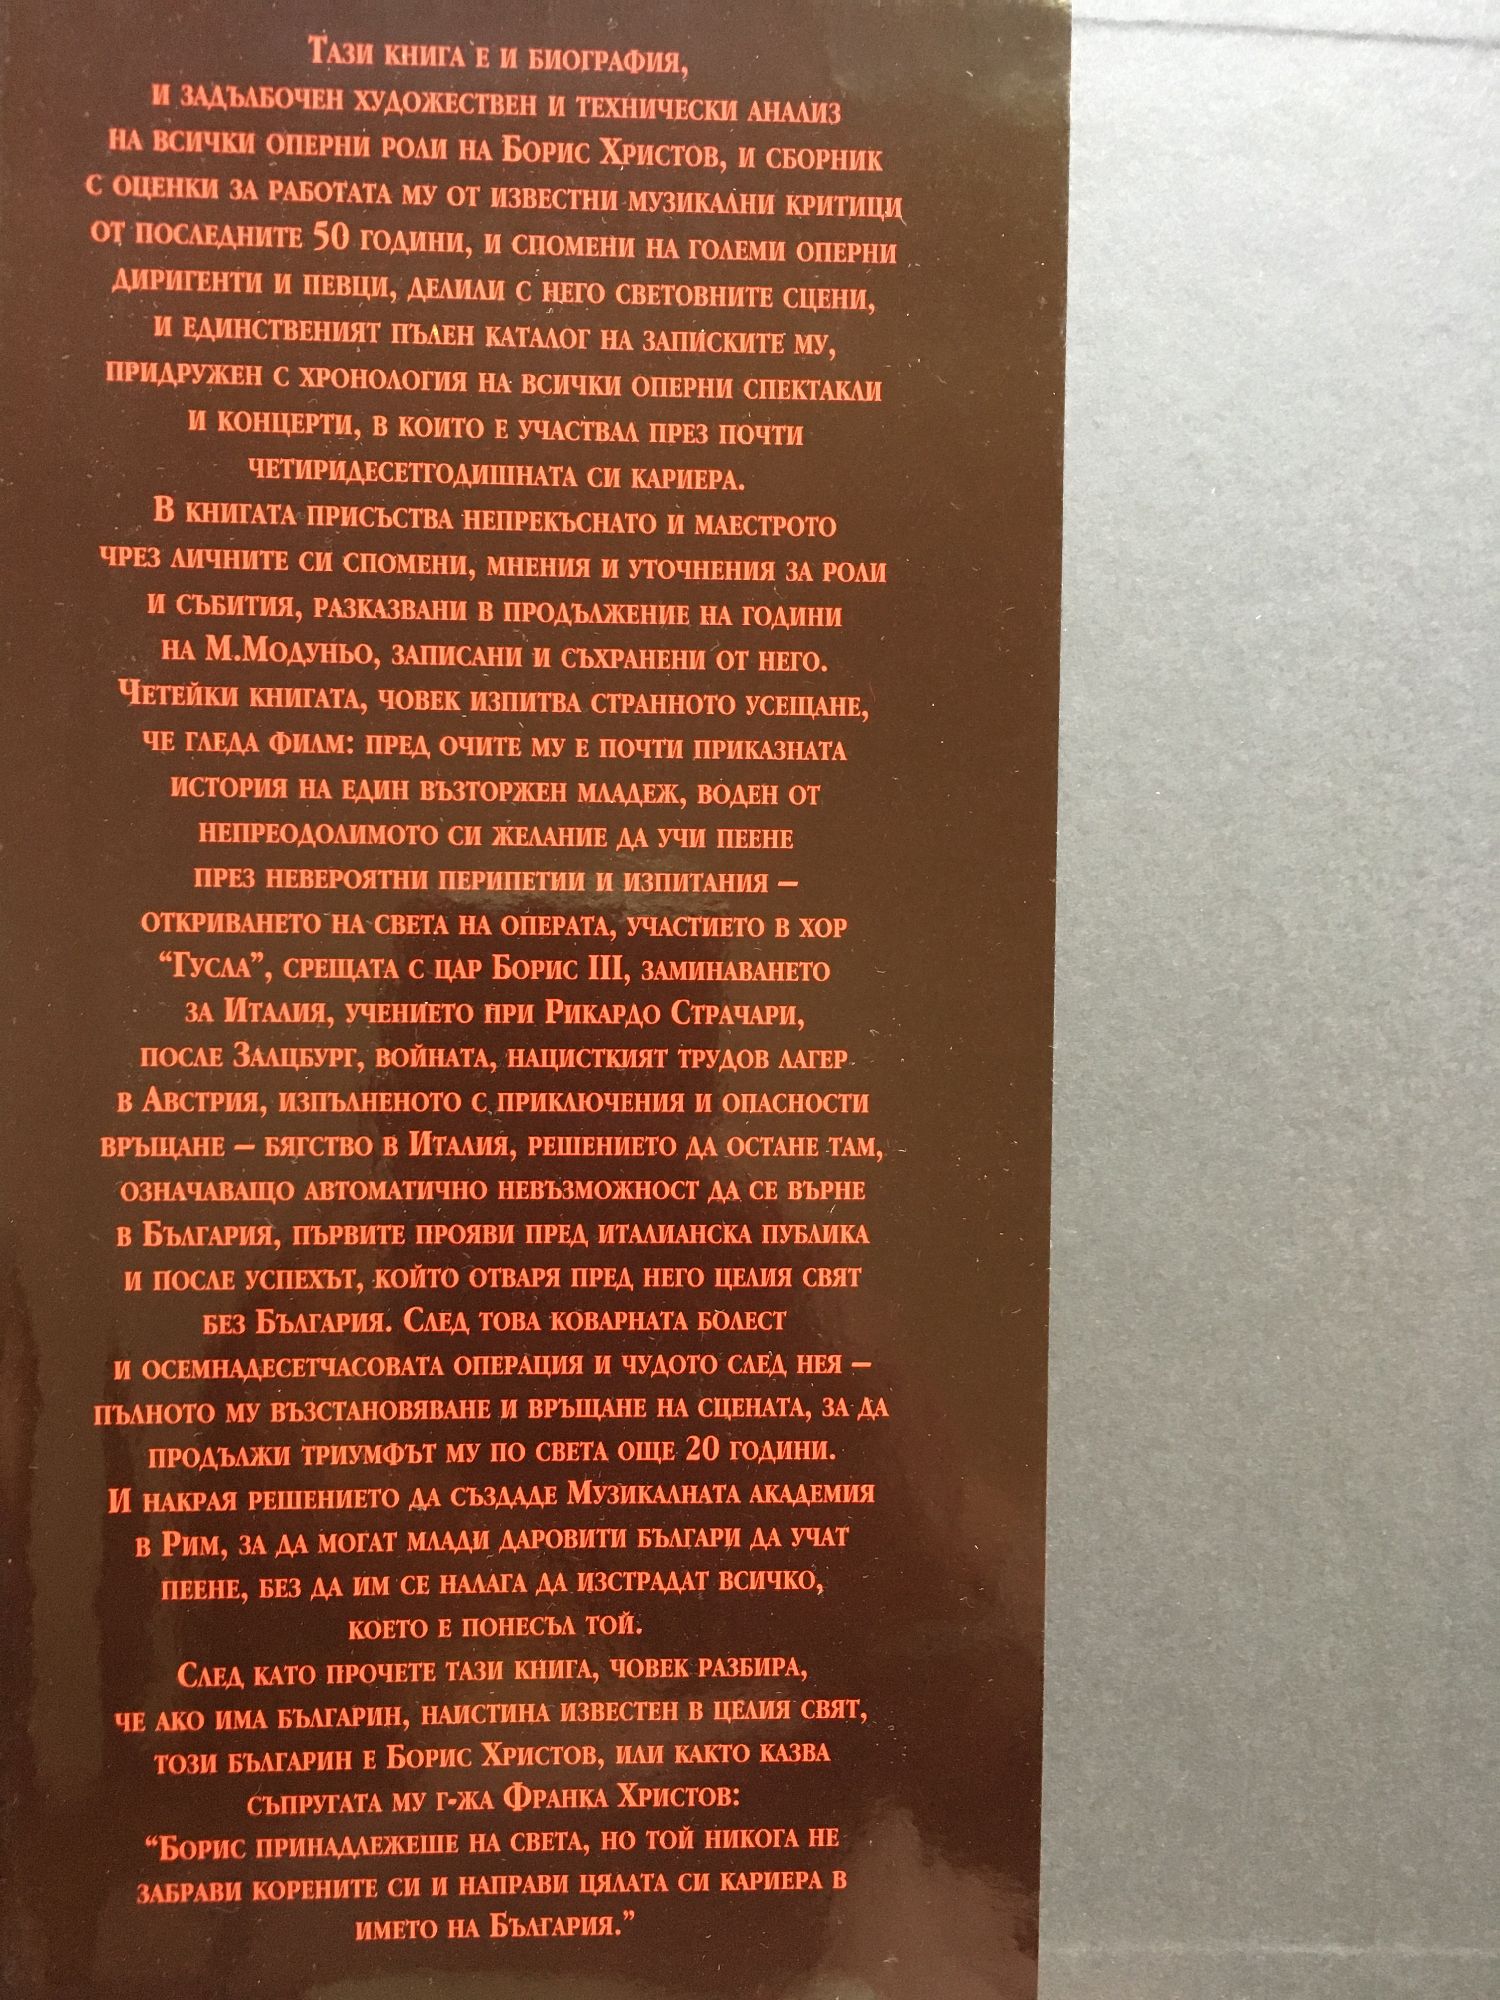 Тази книга е и биография,
и задълбочен художествен и технически анализ
на всички оперни роли на Борис Христов, и сборник
с оценки за работата му от известни музикални критици
от последните 50 години, и спомени на големи оперни
диригенти и певци, делили с него световните сцени,
и единственият пълен каталог на записките му,
придружен с хронология на всички оперни спектакли
и концерти, в които е участвал през почти
четиридесетгодишната си кариера.
В книгата присъства непрекъснато и маестрото
чрез личните си спомени, мнения и уточнения за роли
и събития, разказвани в продължение на години
на М.Модуньо, записани и съхранени от него.
Четейки книгата, човек изпитва странното усещане,
че гледа филм: пред очите му е почти приказната
история на един възторжен младеж, воден от
непреодолимото си желание да учи пеене
през невероятни перипетии и изпитания –
откриването на света на операта, участието в хор
“Гусла”, срещата с цар Борис III, заминаването
за Италия, учението при Рикардо Страчари,
после Залцбург, войната, нацисткият трудов лагер
в Австрия, изпълненото с приключения и опасности
връщане – бягство в Италия, решението да остане там,
означаващо автоматично невъзможност да се върне
в България, първите прояви пред италианска публика
и после успехът, който отваря пред него целия свят
без България. След това коварната болест
и осемнадесетчасовата операция и чудото след нея –
пълното му възстановяване и връщане на сцената, за да
продължи триумфът му по света още 20 години.
И накрая решението да създаде Музикалната академия
в Рим, за да могат млади даровити българи да учат
пеене, без да им се налага да изстрадат всичко,
което е понесъл той.
След като прочете тази книга, човек разбира,
че ако има българин, наистина известен в целия свят,
този българин е Борис Христов, или както казва
съпругата му г-жа Франка Христов:
“Борис принадлежеше на света, но той никога не
забрави корените си и направи цялата си кариера в
името на България.”